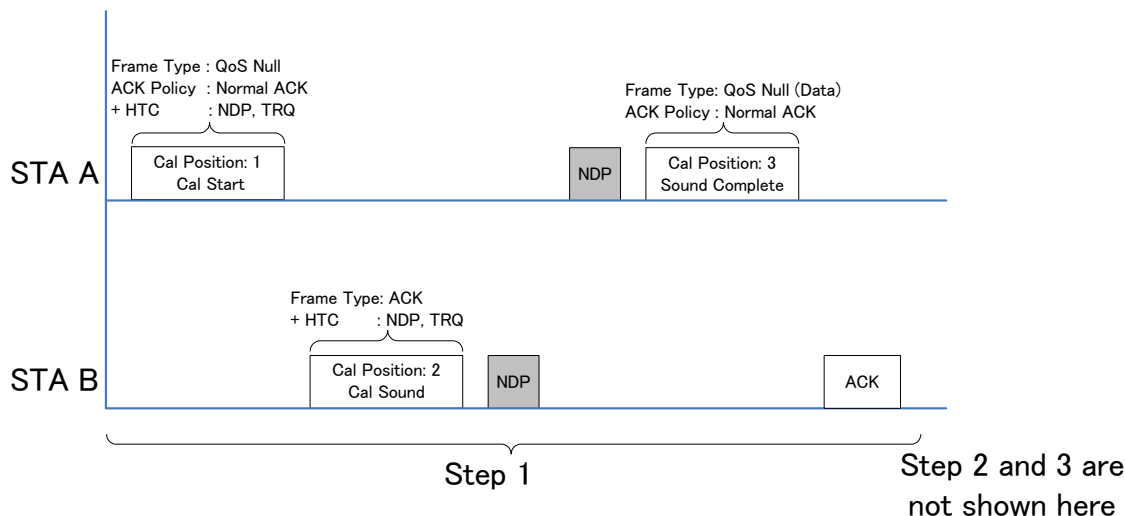 Frame Type : QoS Null
ACK Policy : Normal ACK
+ HTC : NDP, TRQ
Frame Type: QoS Null (Data)
ACK Policy : Normal ACK
STA A
Cal Position: 1
Cal Start
NDP
Cal Position: 3
Sound Complete
Frame Type: ACK
+ HTC : NDP, TRQ
STA B
Cal Position: 2
Cal Sound
NDP
ACK
Step 1
Step 2 and 3 are
not shown here